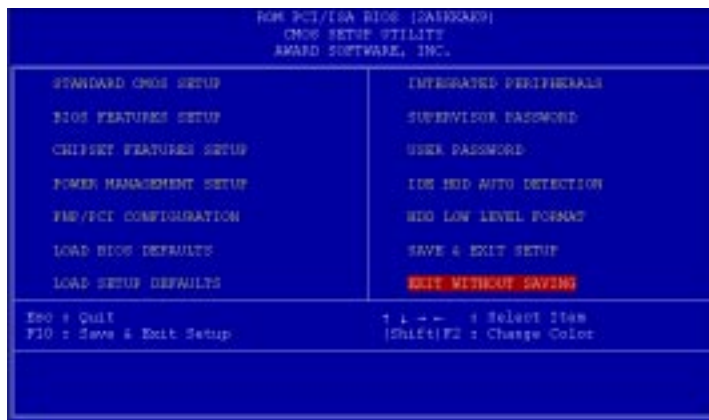 ROM PCI/ISA BIOS
CMOS SETUP UTILITY
AWARD SOFTWARE, INC.
STANDARD CMOS SETUP
BIOS FEATURES SETUP
CHIPSET FEATURES SETUP
POWER MANAGEMENT SETUP
PNP/PCI CONFIGURATION
LOAD BIOS DEFAULTS
LOAD SETUP DEFAULTS
INTEGRATED PERIPHERALS
SUPERVISOR PASSWORD
USER PASSWORD
IDE HDD AUTO DETECTION
HDD LOW LEVEL FORMAT
SAVE & EXIT SETUP
EXIT WITHOUT SAVING
Esc : Quit
F10 : Save & Exit Setup
↑ ↓ → ← : Select Item
(Shift)F2 : Change Color